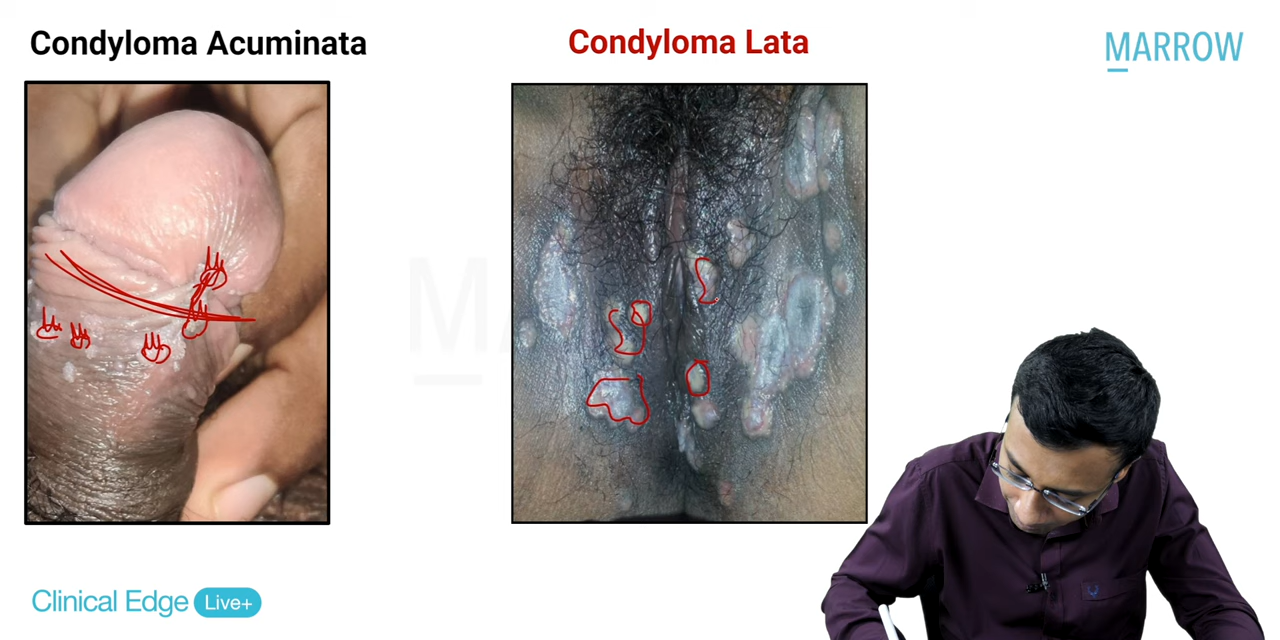 Condyloma Acuminata
Condyloma Lata
MARROW
Clinical Edge Live+